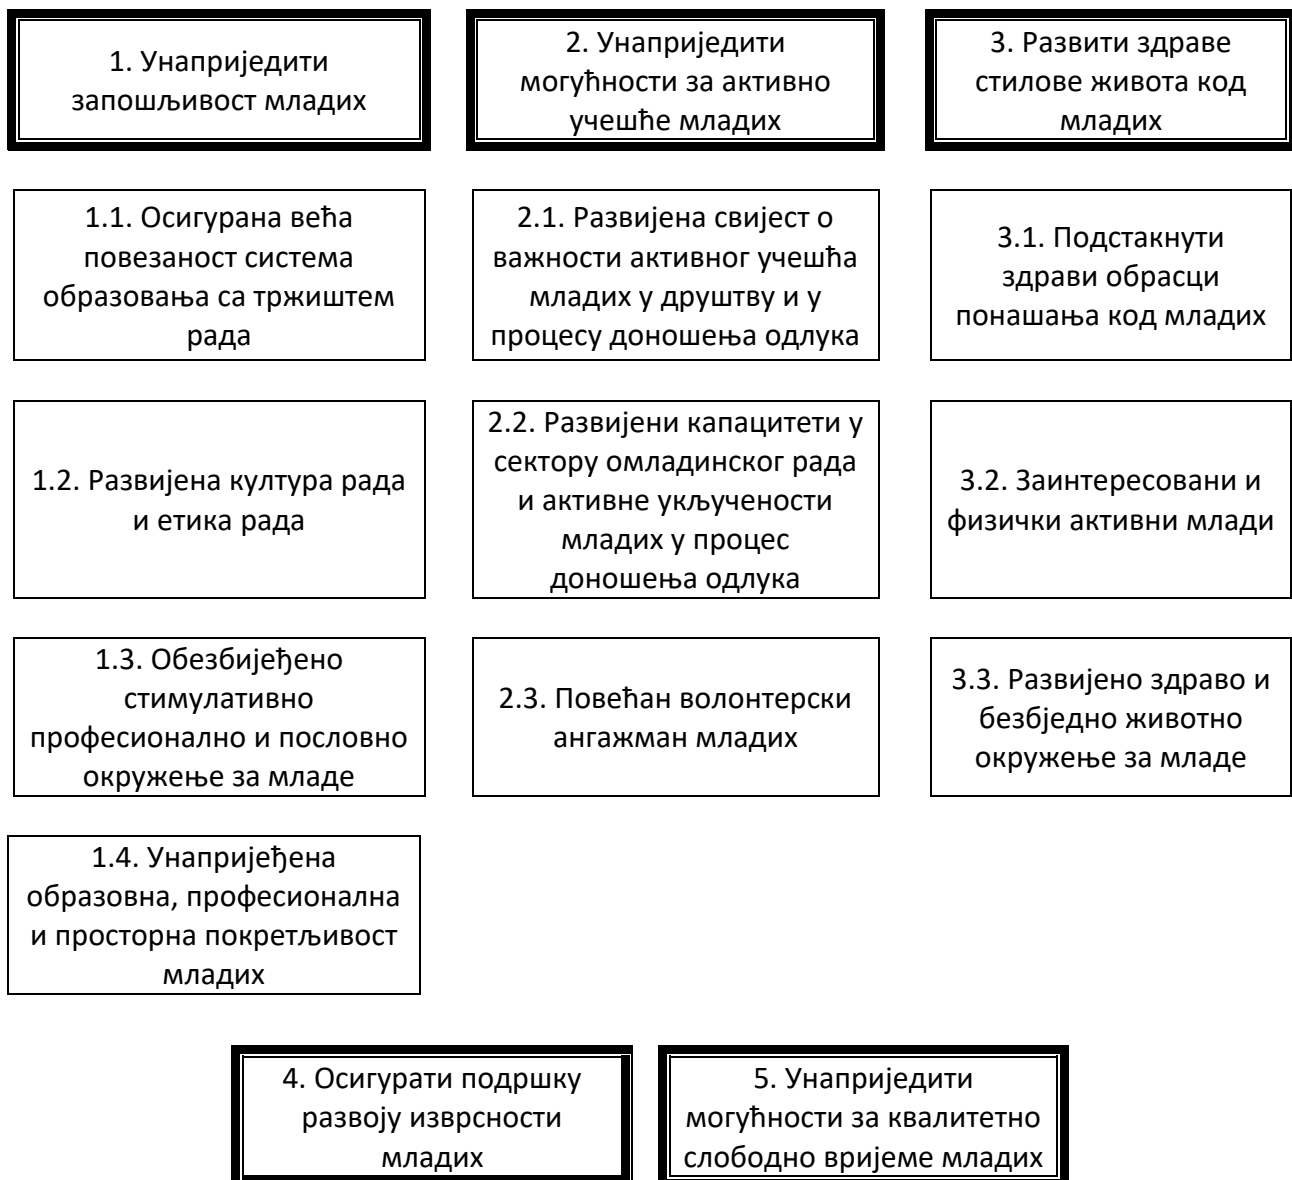 1. Унаприједити
запошљивост младих
2. Унаприједити
могућности за активно
учешће младих
3. Развити здраве
стилове живота код
младих
1.1. Осигурана већа
повезаност система
образовања са тржиштем
рада
2.1. Развијена свијест о
важности активног учешћа
младих у друштву и у
процесу доношења одлука
3.1. Подстакнути
здрави обрасци
понашања код младих
1.2. Развијена култура рада
и етика рада
2.2. Развијени капацитети у
сектору омладинског рада
и активне укључености
младих у процес
доношења одлука
3.2. Заинтересовани и
физички активни млади
1.3. Обезбијеђено
стимулативно
професионално и пословно
окружење за младе
2.3. Повећан волонтерски
ангажман младих
3.3. Развијено здраво и
безбједно животно
окружење за младе
1.4. Унапријеђена
образовна, професионална
и просторна покретљивост
младих
4. Осигурати подршку
развоју изврсности
младих
5. Унаприједити
могућности за квалитетно
слободно вријеме младих